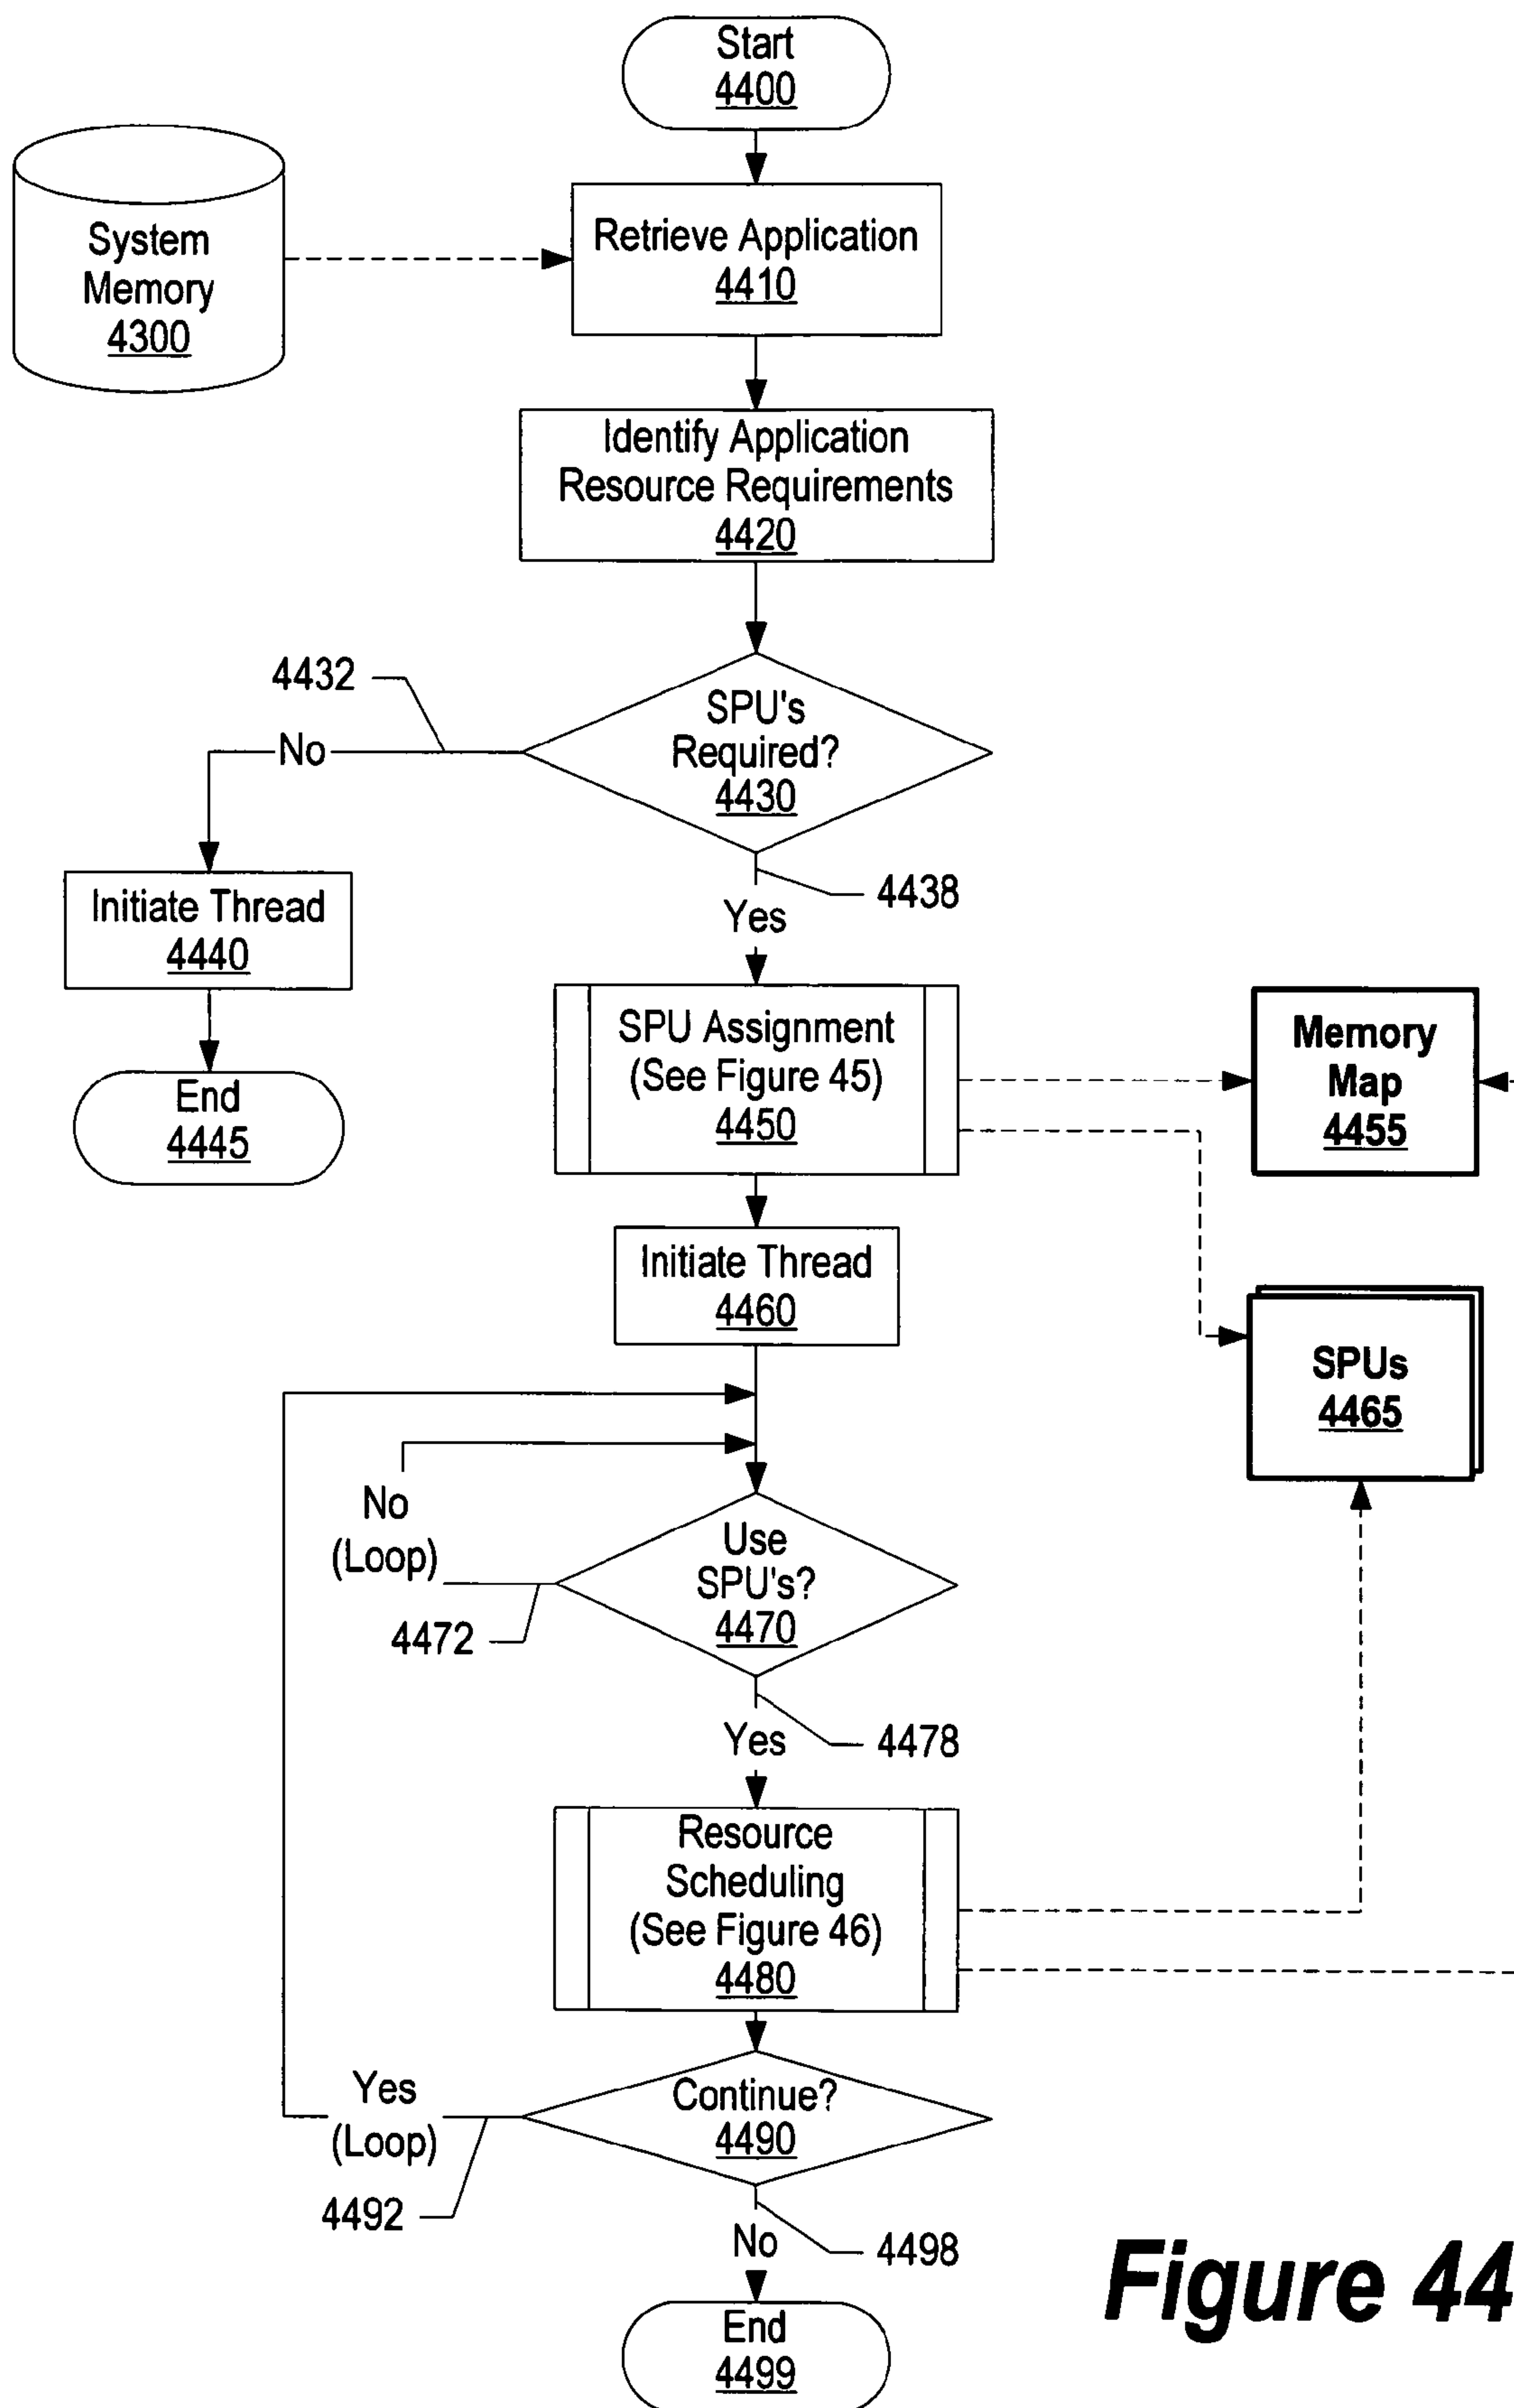 Start
4400
System
Memory
4300
Retrieve Application
4410
Identify Application
Resource Requirements
4420
4432
SPU's
Required?
4430
No
4438
Yes
Initiate Thread
4440
End
4445
SPU Assignment
(See Figure 45)
4450
Memory
Map
4455
Initiate Thread
4460
SPUs
4465
No
(Loop)
Use
SPU's?
4470
4472
4478
Yes
Resource
Scheduling
(See Figure 46)
4480
Yes
(Loop)
Continue?
4490
4492
4498
No
End
4499
Figure 44